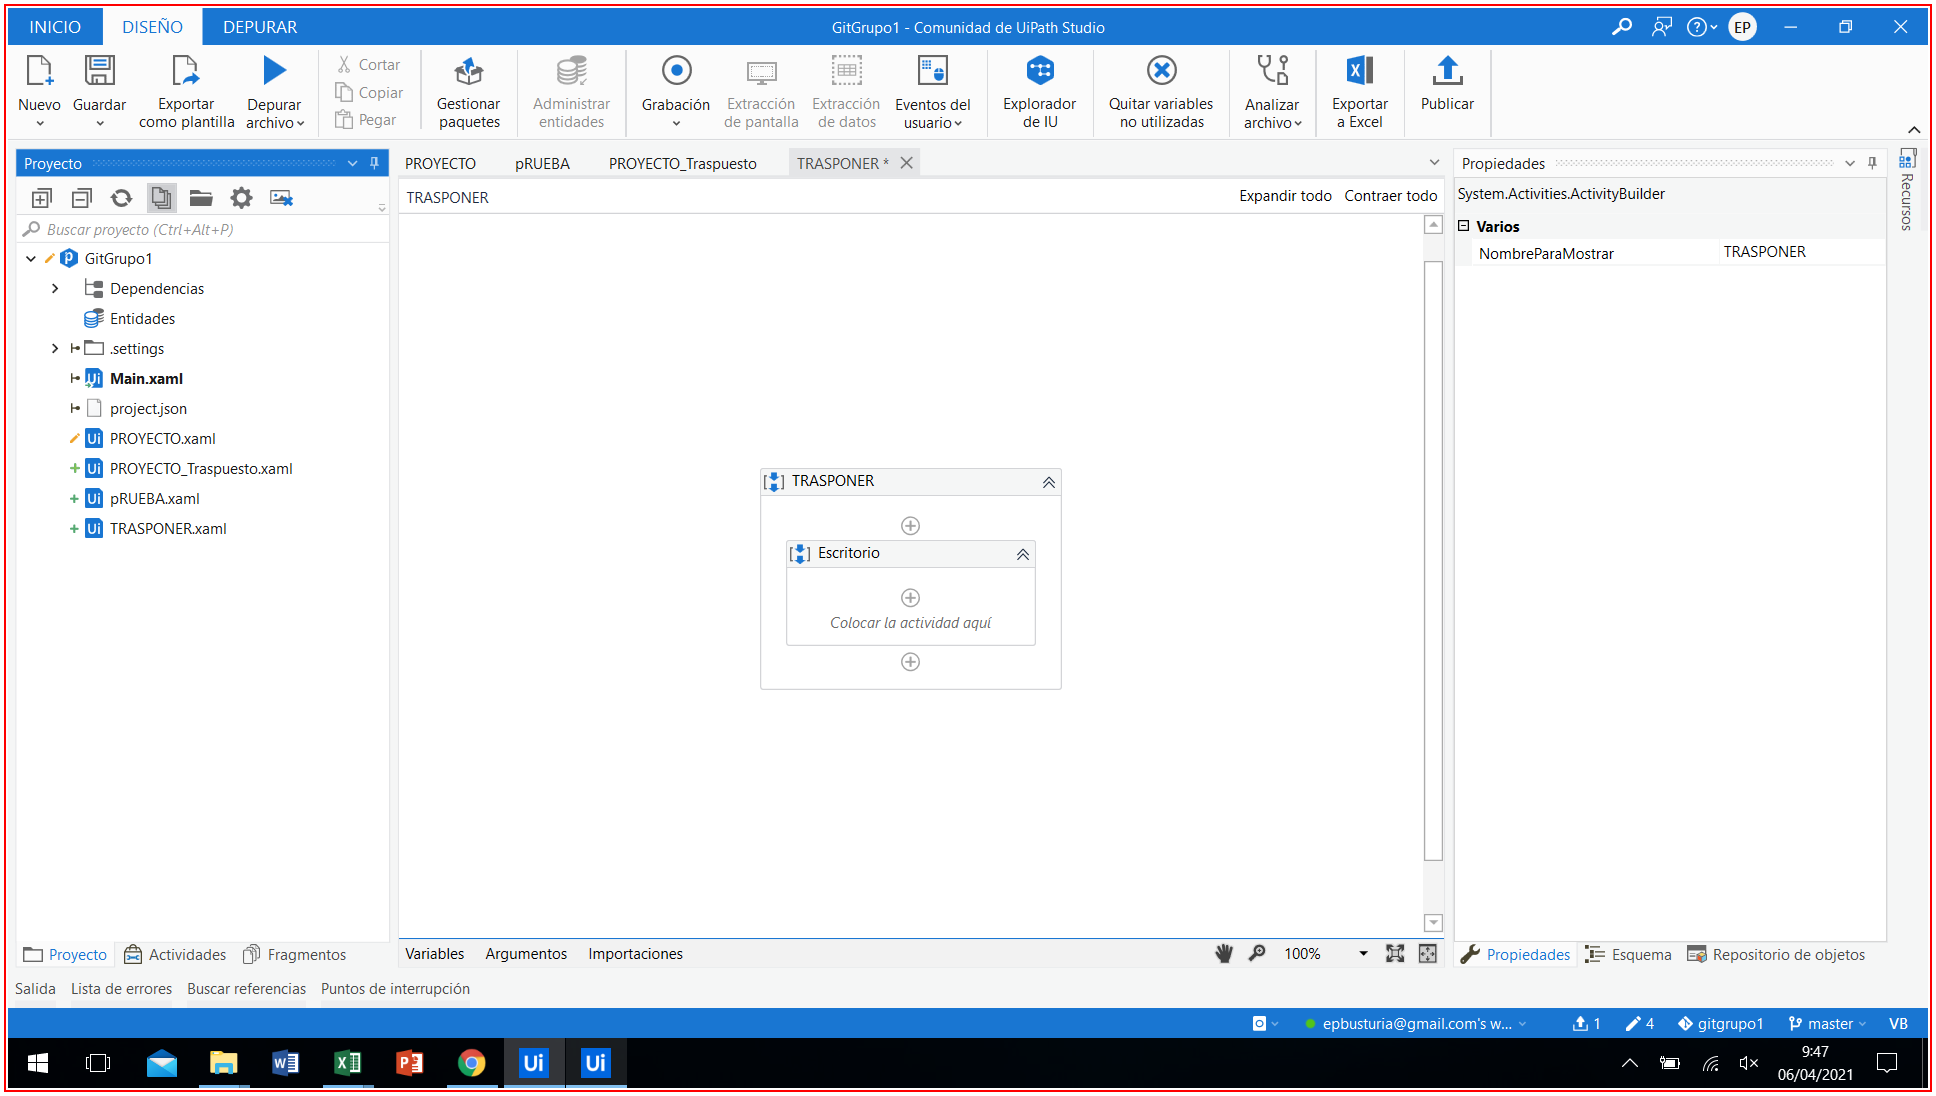 INICIO DISEÑO DEPURAR GitGrupo1 - Comunidad de UiPath Studio EP
Nuevo Guardar Exportar como plantilla Depurar archivo Cortar Copiar Pegar Gestionar paquetes Administrar entidades Grabación Extracción de pantalla Extracción de datos Eventos del usuario Explorador de IU Quitar variables no utilizadas Analizar archivo Exportar a Excel Publicar
Proyecto
Buscar proyecto (Ctrl+Alt+P)
GitGrupo1
Dependencias
Entidades
.settings
Main.xaml
project.json
PROYECTO.xaml
PROYECTO_Traspuesto.xaml
pRUEBA.xaml
TRASPONER.xaml
Proyecto Actividades Fragmentos
PROYECTO pRUEBA PROYECTO_Traspuesto TRASPONER *
TRASPONER Expandir todo Contraer todo
TRASPONER
Escritorio
Colocar la actividad aquí
Variables Argumentos Importaciones 100%
Propiedades
System.Activities.ActivityBuilder
Varios
NombreParaMostrar TRASPONER
Propiedades Esquema Repositorio de objetos
Recursos
Salida Lista de errores Buscar referencias Puntos de interrupción
epbusturia@gmail.com's w... 1 4 gitgrupo1 master VB
9:47
06/04/2021